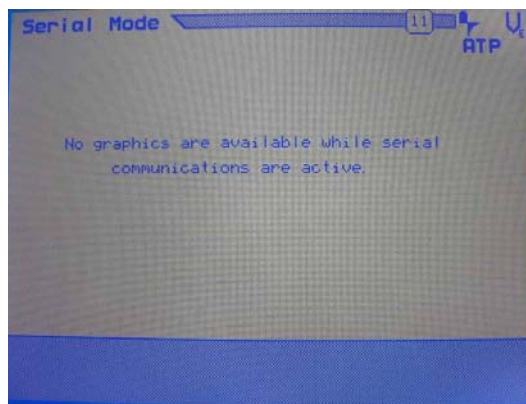 Serial Mode
11
ATP
No graphics are available while serial
communications are active.